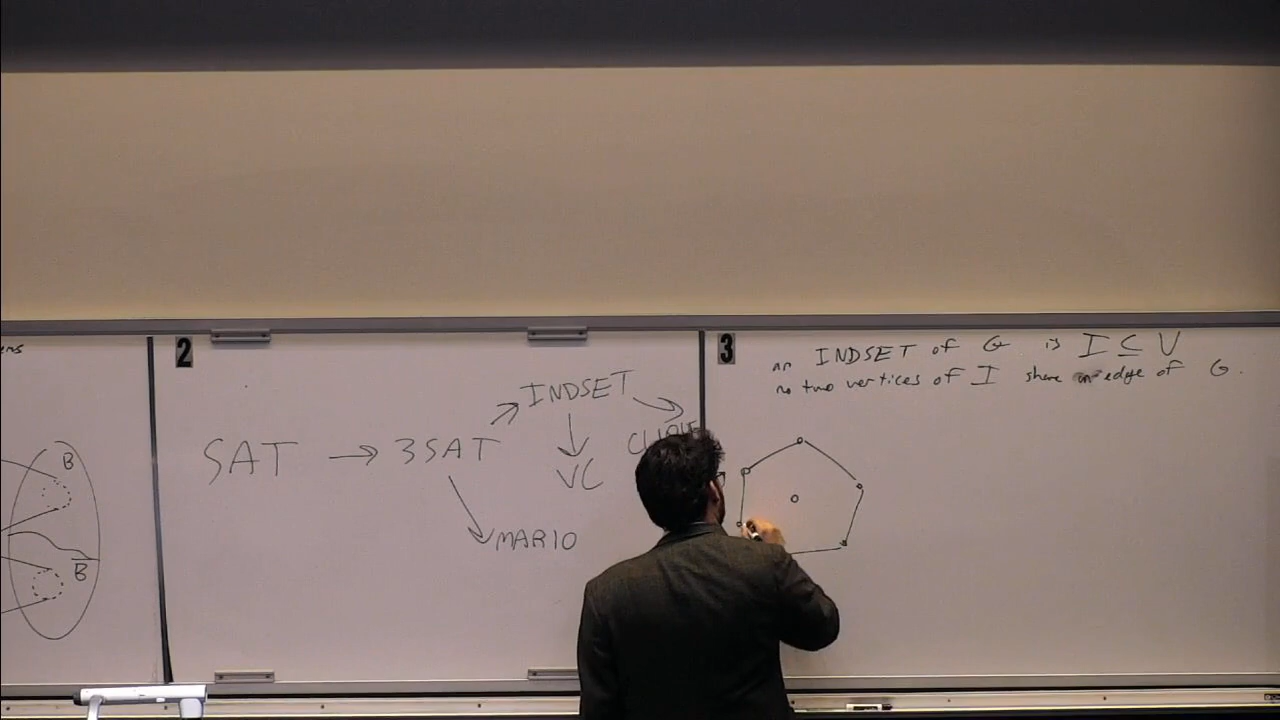 B
B
2
SAT → 3SAT
INDSET
VC
MARIO
3
an INDSET of G is I ⊆ V
no two vertices of I share an edge of G.